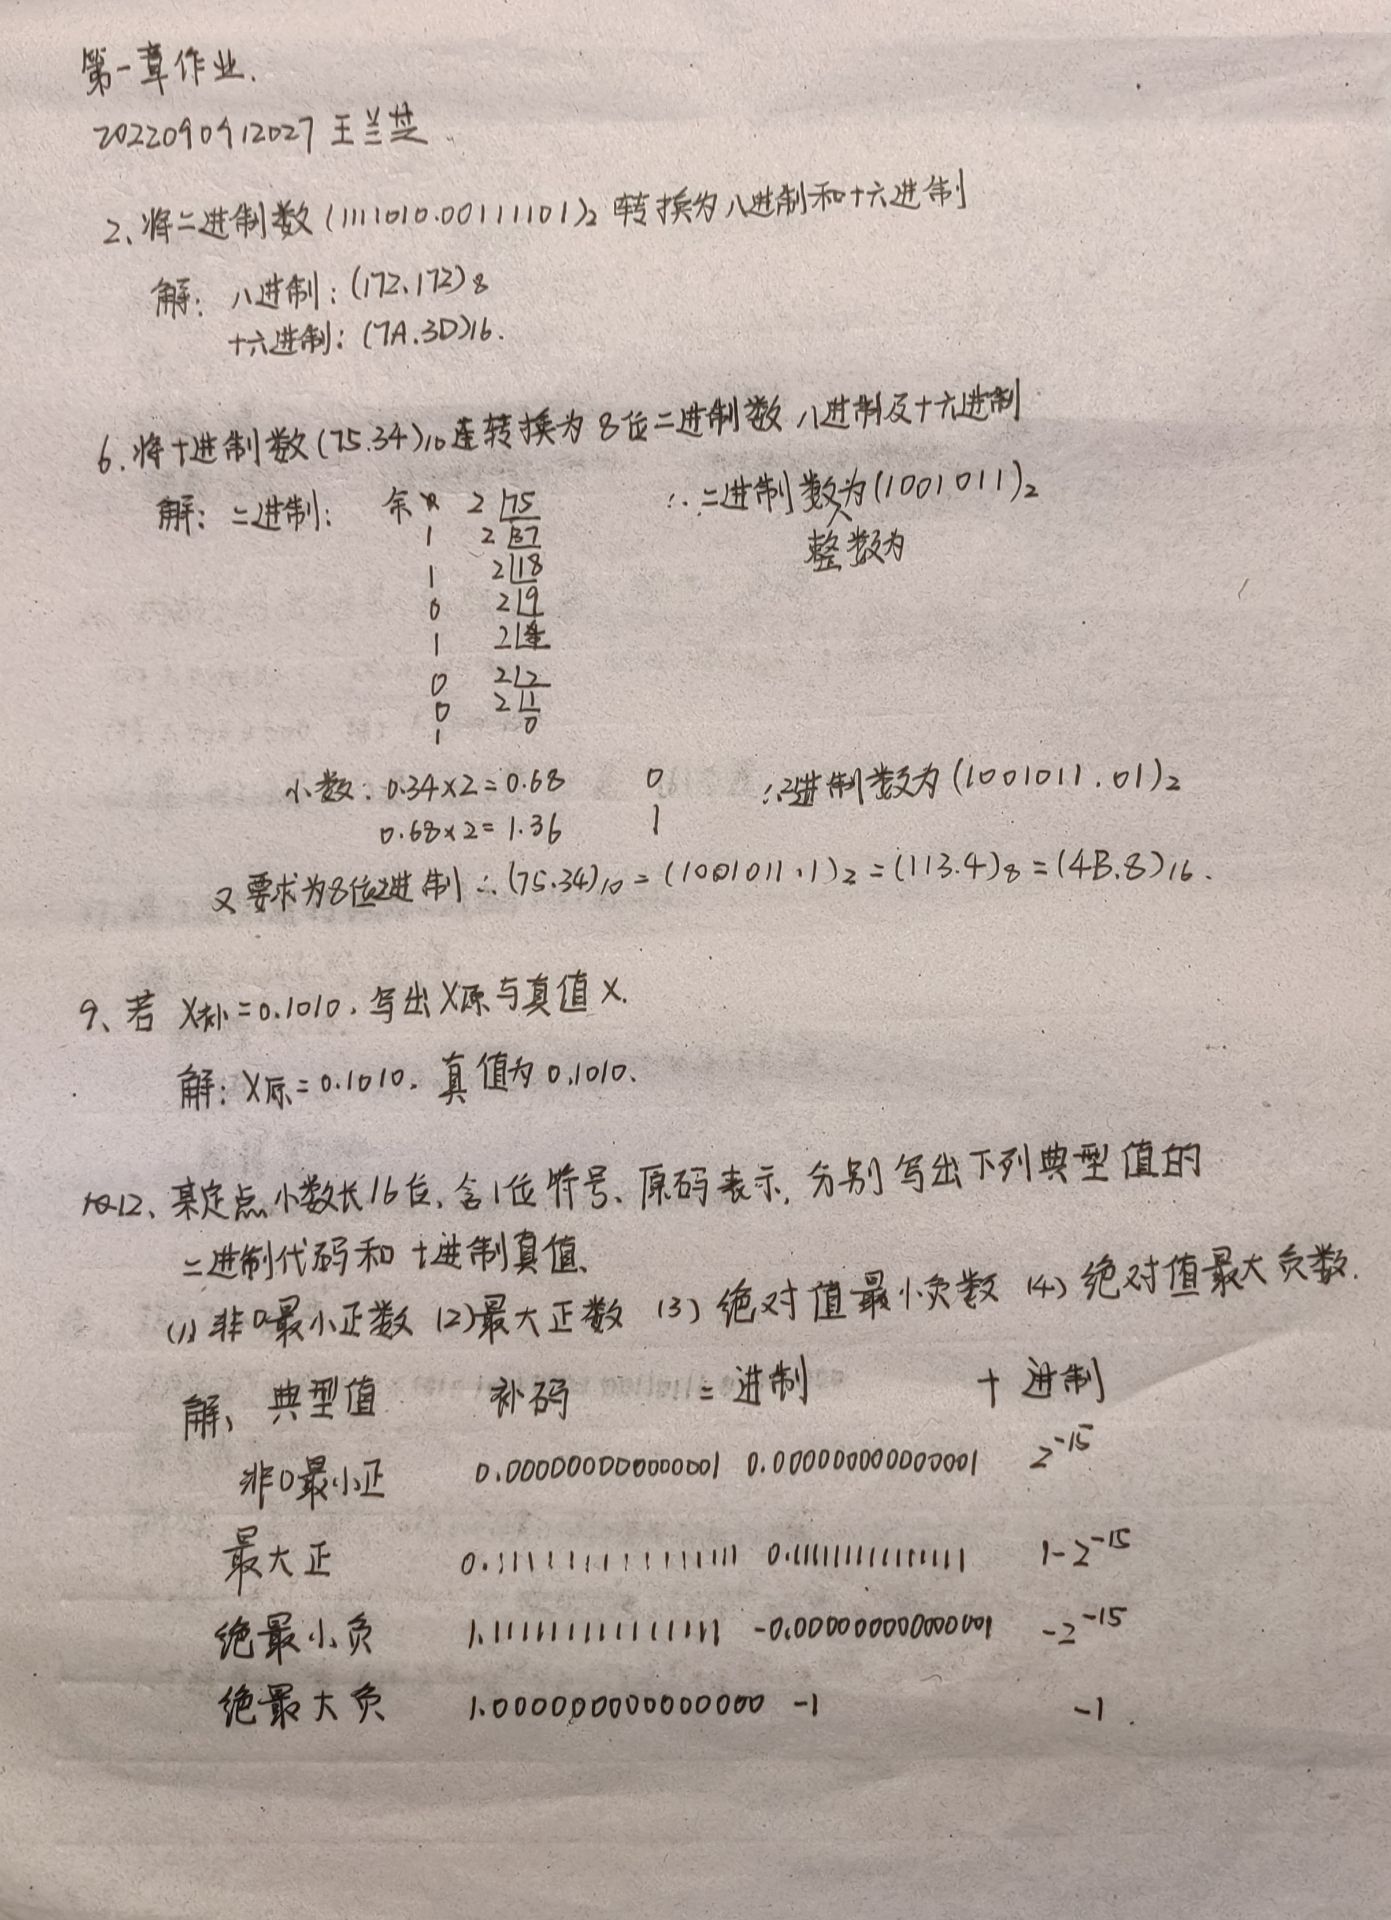 第一章作业.
2022090912027 王兰芝
2、将二进制数(1111010.00111101)₂ 转换为八进制和十六进制
解: 八进制: (172.172)₈
十六进制: (7A.3D)16.
6.将十进制数(75.34)₁₀转换为 8位二进制数 八进制及十六进制
解: 二进制: 余 2 75 ∴二进制数为(1001011)₂
1 2 37 整数为
1 2 18
0 2 9
1 2
0 2 2
0 2 1
1 0
小数: 0.34×2=0.68 0 ∴二进制数为(1001011.01)₂
0.68×2=1.36 1
又要求为8位二进制 ∴(75.34)₁₀=(1001011.1)₂=(113.4)₈=(4B.8)₁₆.
9、若 X补=0.1010,写出X原与真值X.
解: X原=0.1010. 真值为 0.1010.
12、某定点小数长16位,含1位符号、原码表示,分别写出下列典型值的
二进制代码和十进制真值、
(1)非0最小正数 (2)最大正数 (3)绝对值最小负数 (4)绝对值最大负数.
解、典型值 补码 二进制 十进制
非0最小正 0.000000000000001 0.000000000000001 2⁻¹⁵
最大正 0.111111111111111 0.111111111111111 1-2⁻¹⁵
绝最小负 1.111111111111111 -0.000000000000001 -2⁻¹⁵
绝最大负 1.000000000000000 -1 -1.